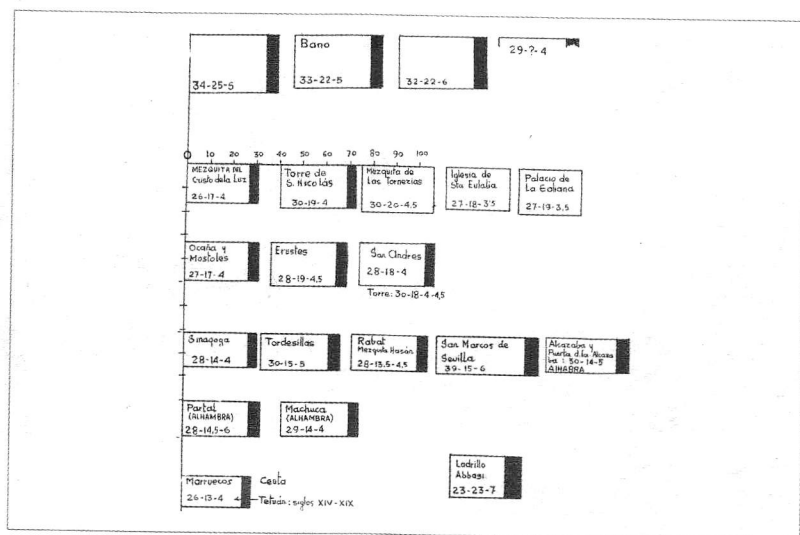 34-25-5
Bano
33-22-5
32-22-6
29-?-4
0 10 20 30 40 50 60 70 80 90 100
MEZQUITA DEL
Cristo de la Luz
26-17-4
Torre de
S. Nicolás
30-19-4
Mezquita de
Las Tornerias
30-20-4.5
Iglesia de
Sta Eulalia
27-18-3'5
Palacio de
La Galiana
27-19-3.5
Ocaña y
Mostoles
27-17-4
Erustes
28-19-4,5
San Andres
28-18-4
Torre: 30-18-4-4,5
Sinagoga
28-14-4
Tordesillas
30-15-5
Rabat
Mezquita Hasán
28-13.5-4,5
San Marcos de
Sevilla
39-15-6
Alcazaba y
Puerta d. la Alcaza
ba : 30-14-5
ALHABRA
Partal
(ALHAMBRA)
28-14,5-6
Machuca
(ALHAMBRA)
29-14-4
Marruecos
26-13-4 4
Ceuta
Tetuán: siglos XIV-XIX
Ladrillo
Abbasi
23-23-7